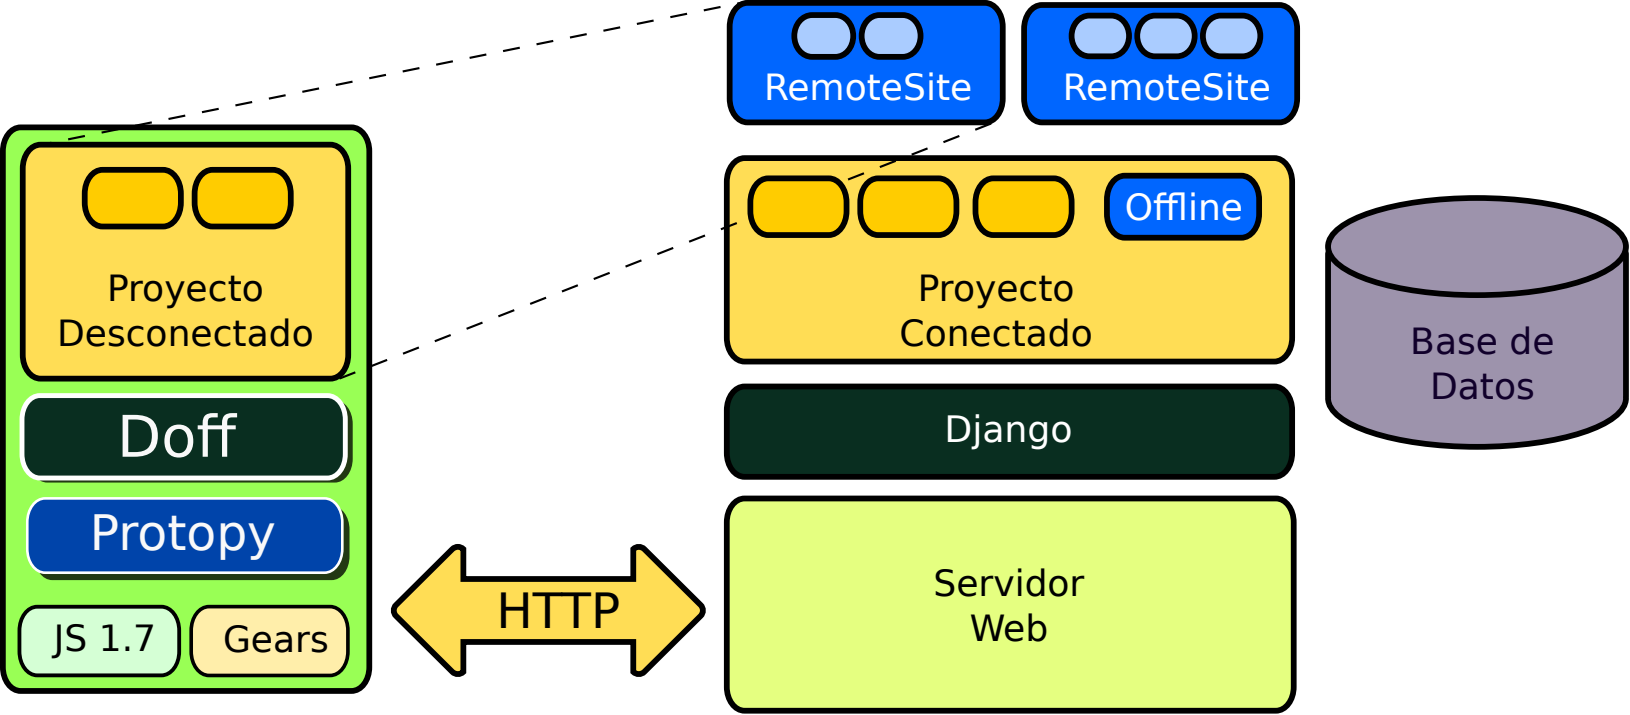 RemoteSite
RemoteSite
Proyecto
Desconectado
Doff
Protopy
JS 1.7
Gears
HTTP
Offline
Proyecto
Conectado
Django
Servidor
Web
Base de
Datos